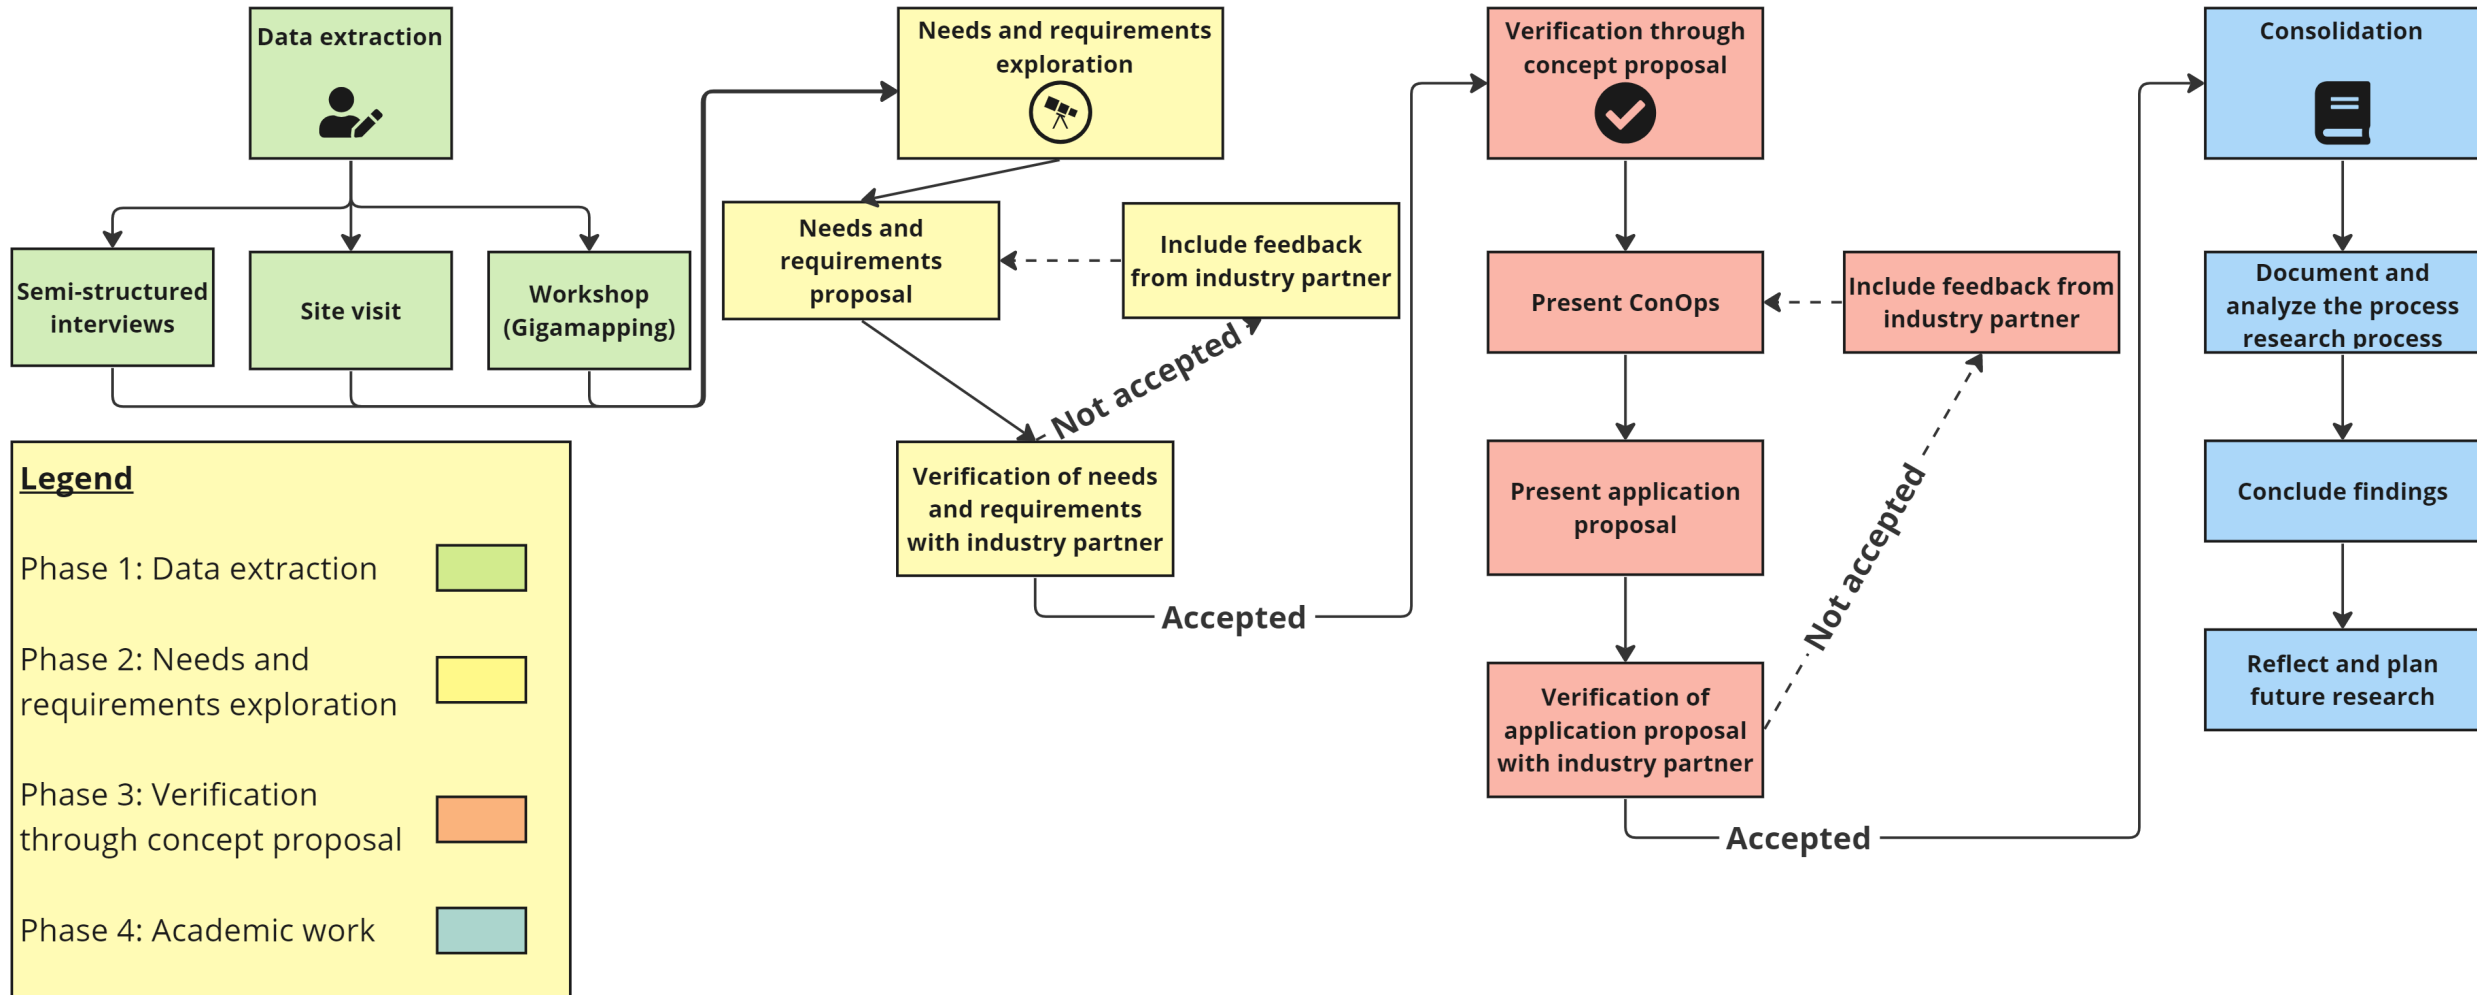 Data extraction
Semi-structured
interviews
Site visit
Workshop
(Gigamapping)
Needs and requirements
exploration
Needs and
requirements
proposal
Include feedback
from industry partner
Not accepted
Verification of needs
and requirements
with industry partner
Accepted
Verification through
concept proposal
Present ConOps
Include feedback from
industry partner
Present application
proposal
Not accepted
Verification of
application proposal
with industry partner
Accepted
Consolidation
Document and
analyze the process
research process
Conclude findings
Reflect and plan
future research
Legend
Phase 1: Data extraction
Phase 2: Needs and
requirements exploration
Phase 3: Verification
through concept proposal
Phase 4: Academic work